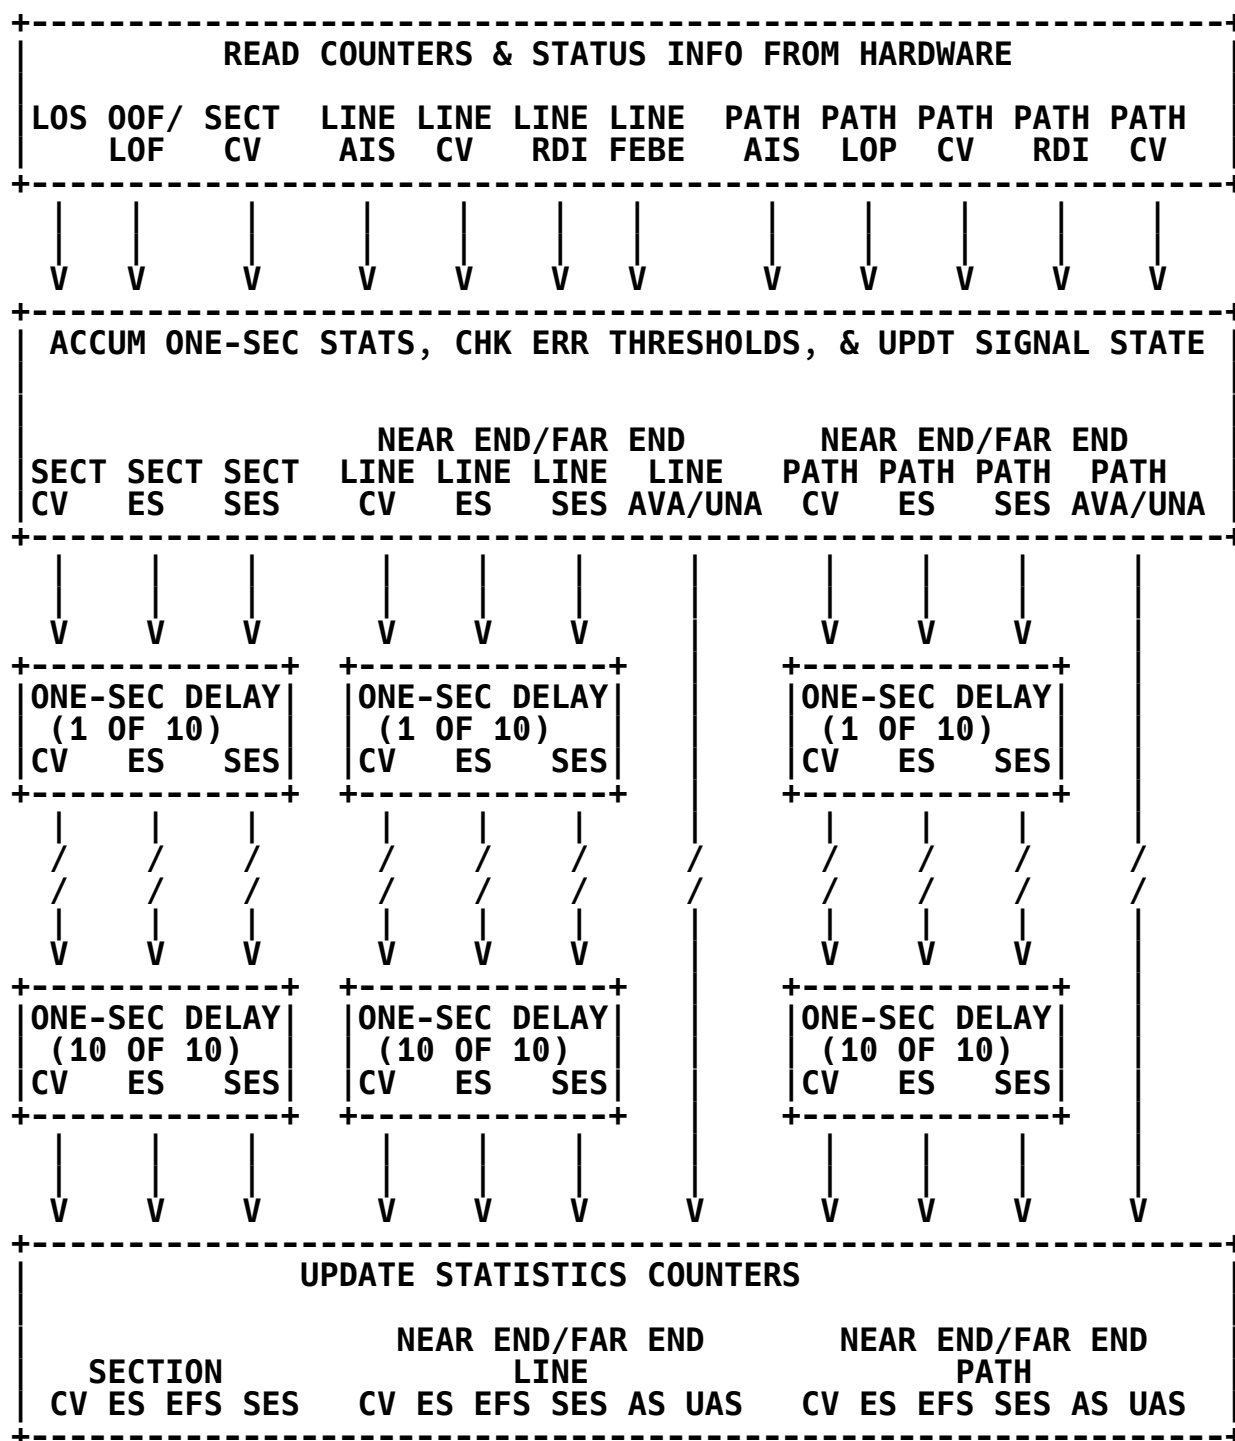 READ COUNTERS & STATUS INFO FROM HARDWARE
LOS OOF/ SECT LINE LINE LINE LINE PATH PATH PATH PATH PATH
LOF CV AIS CV RDI FEBE AIS LOP CV RDI CV
V V V V V V V V V V V V
ACCUM ONE-SEC STATS, CHK ERR THRESHOLDS, & UPDT SIGNAL STATE
NEAR END/FAR END NEAR END/FAR END
SECT SECT SECT LINE LINE LINE LINE PATH PATH PATH PATH
CV ES SES CV ES SES AVA/UNA CV ES SES AVA/UNA
V V V V V V V V V
ONE-SEC DELAY ONE-SEC DELAY ONE-SEC DELAY
(1 OF 10) (1 OF 10) (1 OF 10)
CV ES SES CV ES SES CV ES SES
/ / / / / / / / / / /
/ / / / / / / / / / /
V V V V V V V V V
ONE-SEC DELAY ONE-SEC DELAY ONE-SEC DELAY
(10 OF 10) (10 OF 10) (10 OF 10)
CV ES SES CV ES SES CV ES SES
V V V V V V V V V V V
UPDATE STATISTICS COUNTERS
NEAR END/FAR END NEAR END/FAR END
SECTION LINE PATH
CV ES EFS SES CV ES EFS SES AS UAS CV ES EFS SES AS UAS